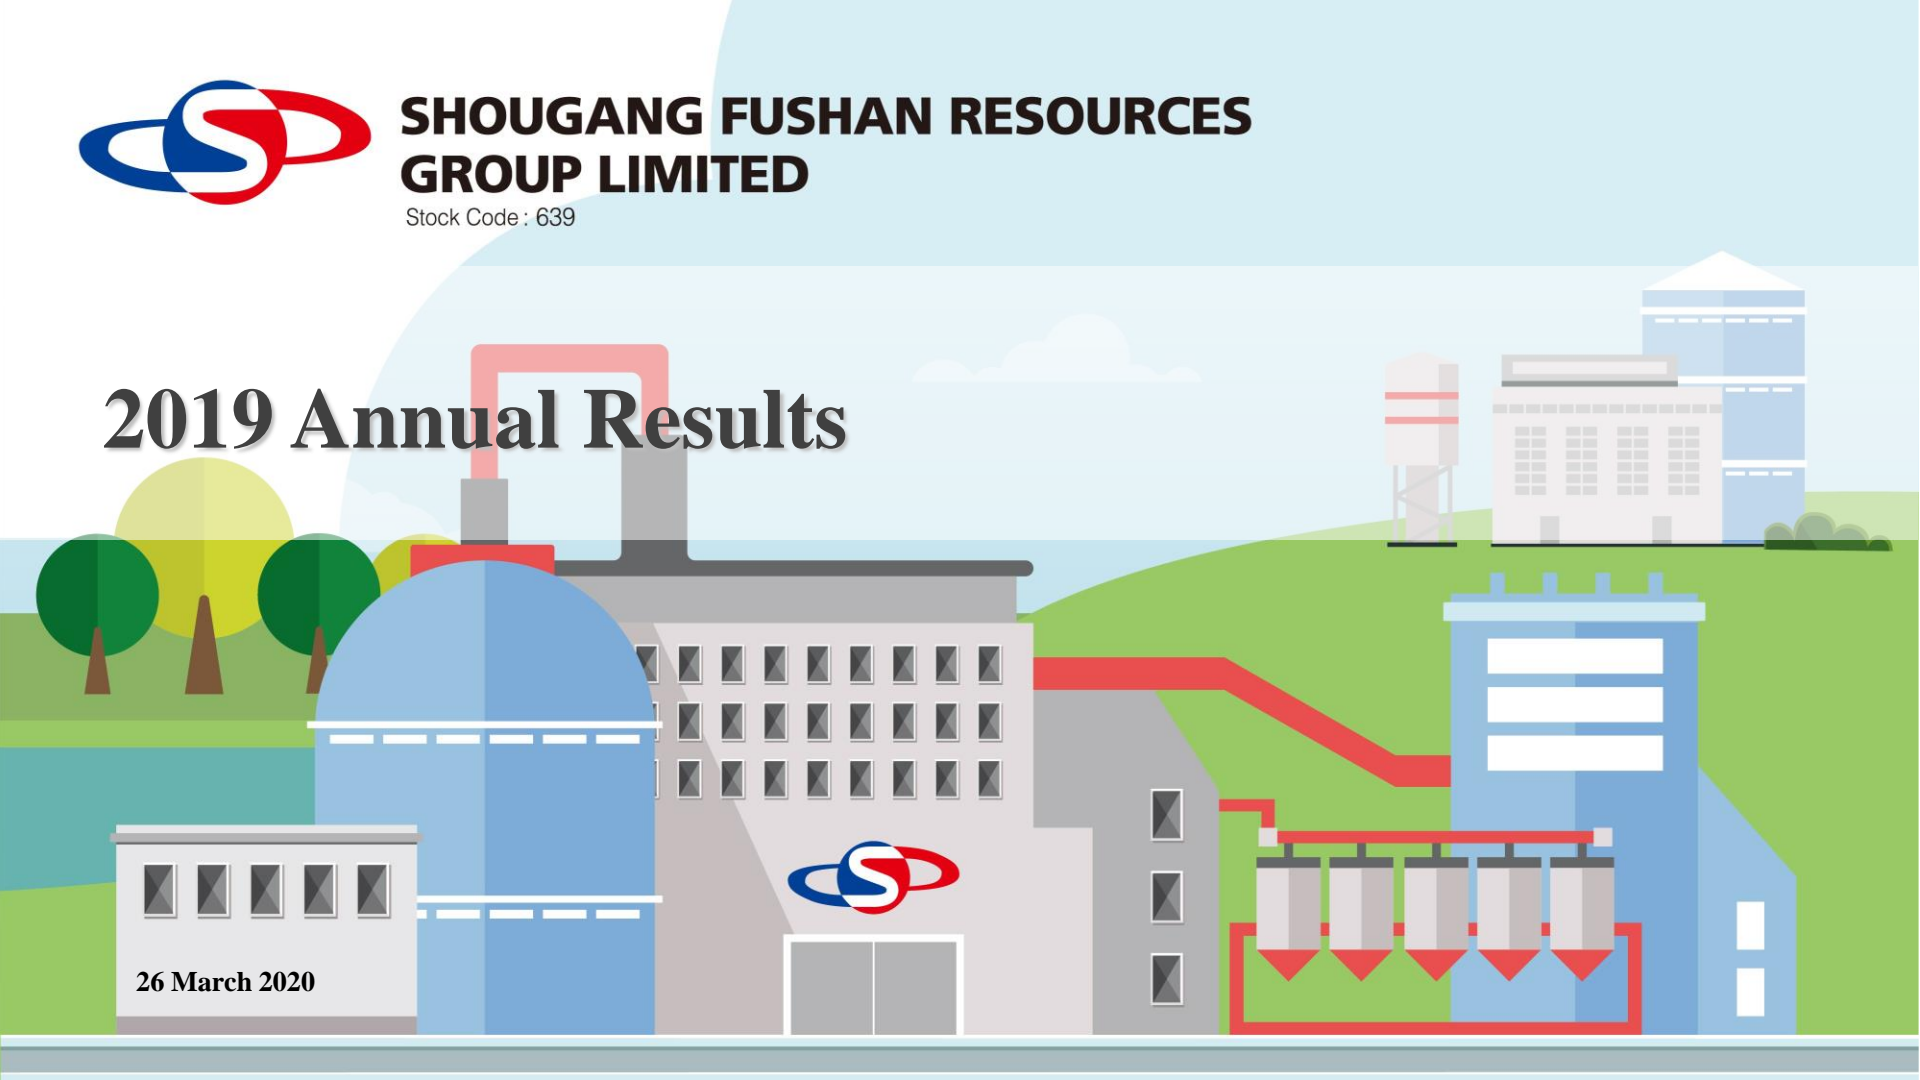 SHOUGANG FUSHAN RESOURCES
GROUP LIMITED
Stock Code : 639
2019 Annual Results
26 March 2020